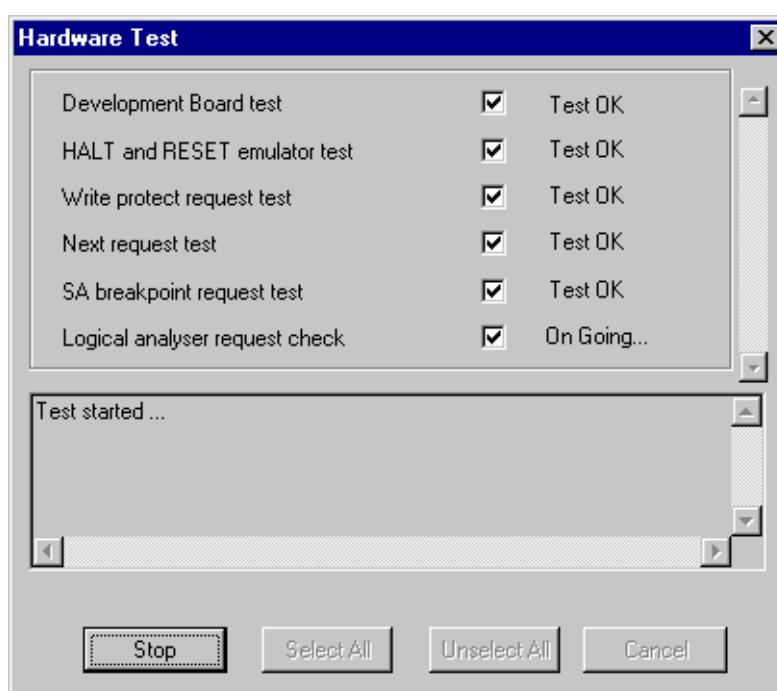 Hardware Test
Development Board test Test OK
HALT and RESET emulator test Test OK
Write protect request test Test OK
Next request test Test OK
SA breakpoint request test Test OK
Logical analyser request check On Going...
Test started ...
Stop Select All Unselect All Cancel